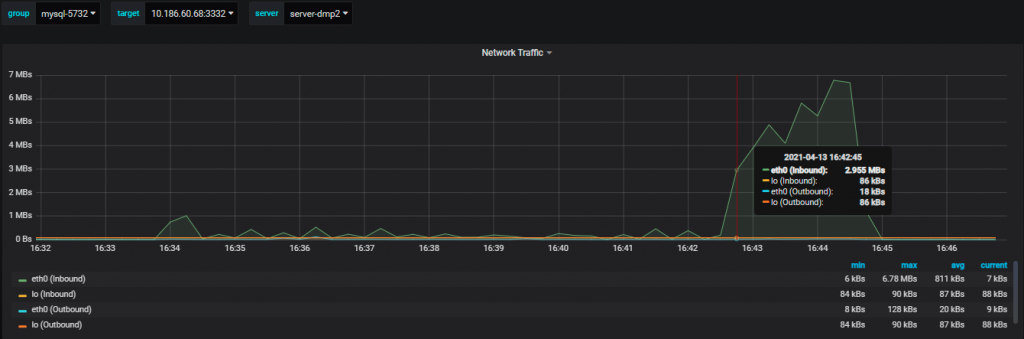 group mysql-5732 target 10.186.60.68:3332 server server-dmp2
Network Traffic
7 MBs
6 MBs
5 MBs
4 MBs
3 MBs
2 MBs
1 MBs
0 Bs
2021-04-13 16:42:45
eth0 (Inbound): 2.955 MBs
lo (Inbound): 86 kBs
eth0 (Outbound): 18 kBs
lo (Outbound): 86 kBs
16:32 16:33 16:34 16:35 16:36 16:37 16:38 16:39 16:40 16:41 16:42 16:43 16:44 16:45 16:46
min max avg current
eth0 (Inbound) 6 kBs 6.78 MBs 811 kBs 7 kBs
lo (Inbound) 84 kBs 90 kBs 87 kBs 88 kBs
eth0 (Outbound) 8 kBs 128 kBs 20 kBs 9 kBs
lo (Outbound) 84 kBs 90 kBs 87 kBs 88 kBs